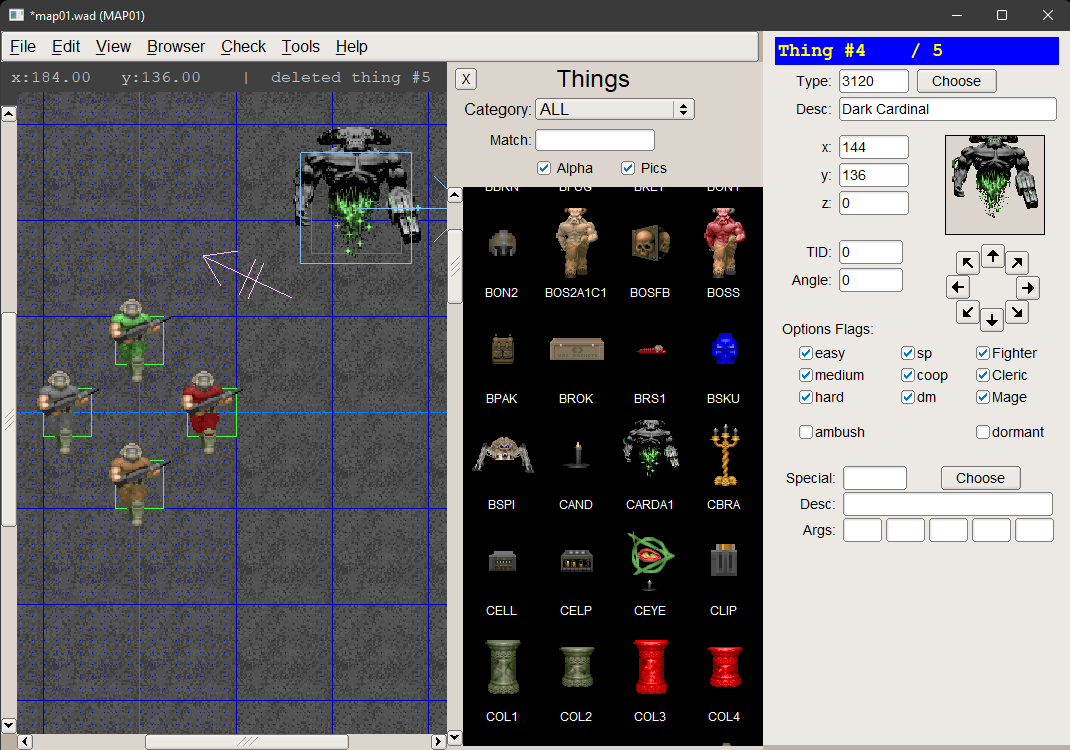 *map01.wad (MAP01)
File Edit View Browser Check Tools Help
x:184.00 y:136.00 | deleted thing #5
X
Things
Category: ALL
Match:
Alpha Pics
BON2 BOS2A1C1 BOSFB BOSS
BPAK BROK BRS1 BSKU
BSPI CAND CARDA1 CBRA
CELL CELP CEYE CLIP
COL1 COL2 COL3 COL4
Thing #4 / 5
Type: 3120 Choose
Desc: Dark Cardinal
x: 144
y: 136
z: 0
TID: 0
Angle: 0
Options Flags:
easy sp Fighter
medium coop Cleric
hard dm Mage
ambush dormant
Special: Choose
Desc:
Args: